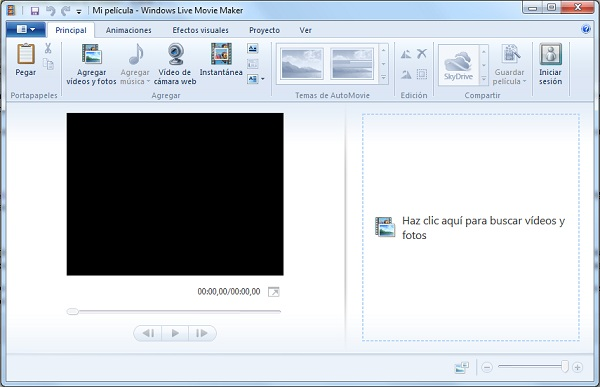 Mi película - Windows Live Movie Maker
Principal
Animaciones
Efectos visuales
Proyecto
Ver
Pegar
Agregar
vídeos y fotos
Agregar
música
Vídeo de
cámara web
Instantánea
SkyDrive
Guardar
película
Iniciar
sesión
Portapapeles
Agregar
Temas de AutoMovie
Edición
Compartir
Haz clic aquí para buscar vídeos y
fotos
00:00,00/00:00,00